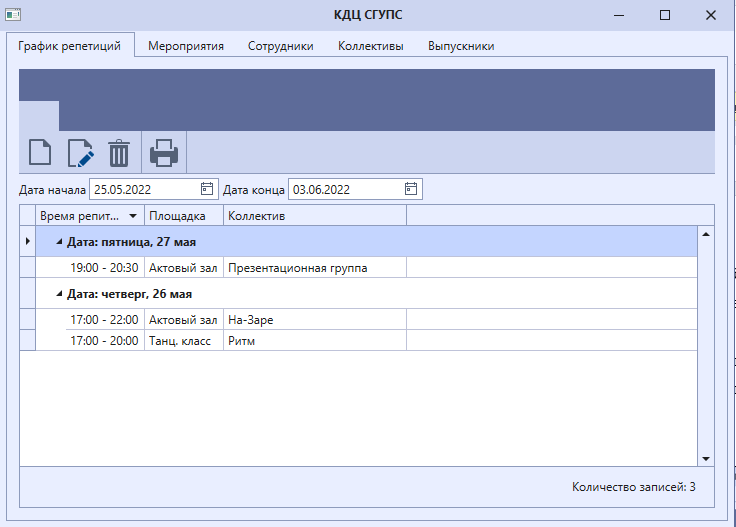 КДЦ СГУПС
График репетиций Мероприятия Сотрудники Коллективы Выпускники
Дата начала 25.05.2022 Дата конца 03.06.2022
Время репит... Площадка Коллектив
Дата: пятница, 27 мая
19:00 - 20:30 Актовый зал Презентационная группа
Дата: четверг, 26 мая
17:00 - 22:00 Актовый зал На-Заре
17:00 - 20:00 Танц. класс Ритм
Количество записей: 3